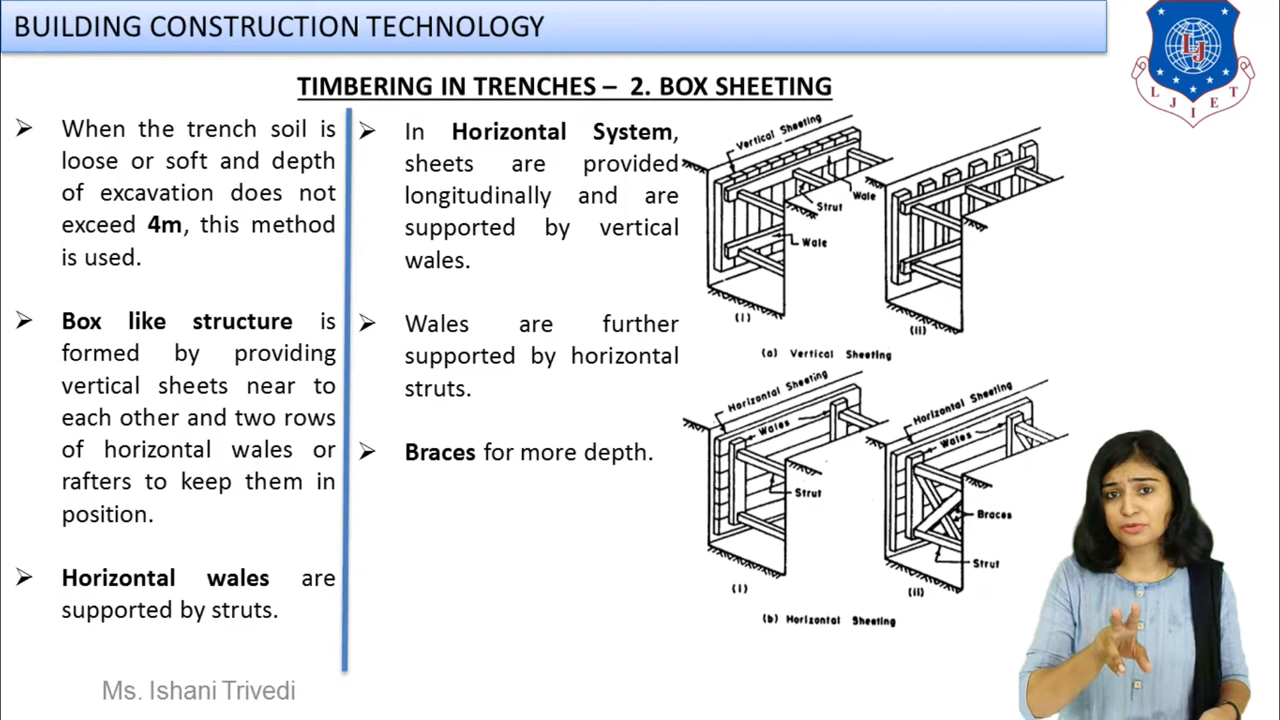 BUILDING CONSTRUCTION TECHNOLOGY
TIMBERING IN TRENCHES – 2. BOX SHEETING
➢ When the trench soil is
loose or soft and depth
of excavation does not
exceed 4m, this method
is used.
➢ Box like structure is
formed by providing
vertical sheets near to
each other and two rows
of horizontal wales or
rafters to keep them in
position.
➢ Horizontal wales are
supported by struts.
➢ In Horizontal System,
sheets are provided
longitudinally and are
supported by vertical
wales.
➢ Wales are further
supported by horizontal
struts.
➢ Braces for more depth.
Vertical Sheeting
Wale
Strut
Wale
(I)
(II)
(a) Vertical Sheeting
Horizontal Sheeting
Wales
Strut
(I)
Horizontal Sheeting
Wales
Braces
Strut
(II)
(b) Horizontal Sheeting
LJ
L J I E T
Ms. Ishani Trivedi